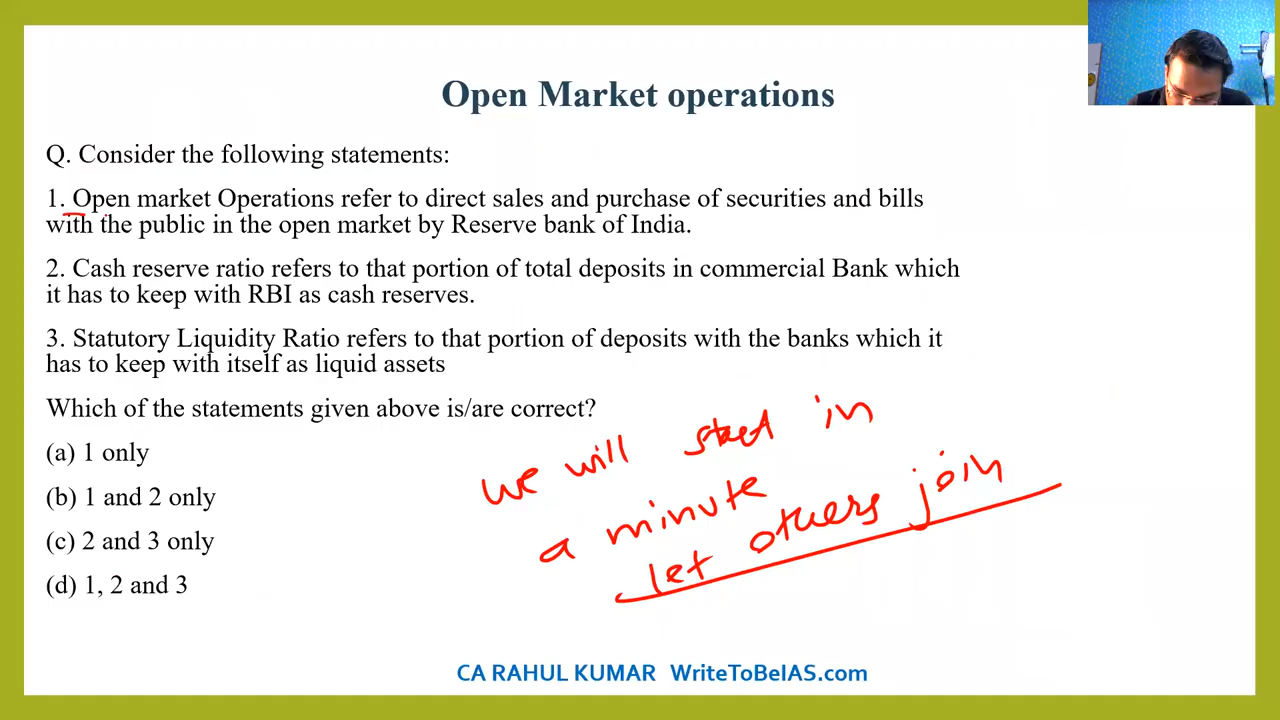 Open Market operations
Q. Consider the following statements:
1. Open market Operations refer to direct sales and purchase of securities and bills
with the public in the open market by Reserve bank of India.
2. Cash reserve ratio refers to that portion of total deposits in commercial Bank which
it has to keep with RBI as cash reserves.
3. Statutory Liquidity Ratio refers to that portion of deposits with the banks which it
has to keep with itself as liquid assets
Which of the statements given above is/are correct?
(a) 1 only
(b) 1 and 2 only
(c) 2 and 3 only
(d) 1, 2 and 3
we will start in
a minute
let others join
CA RAHUL KUMAR WriteToBeIAS.com